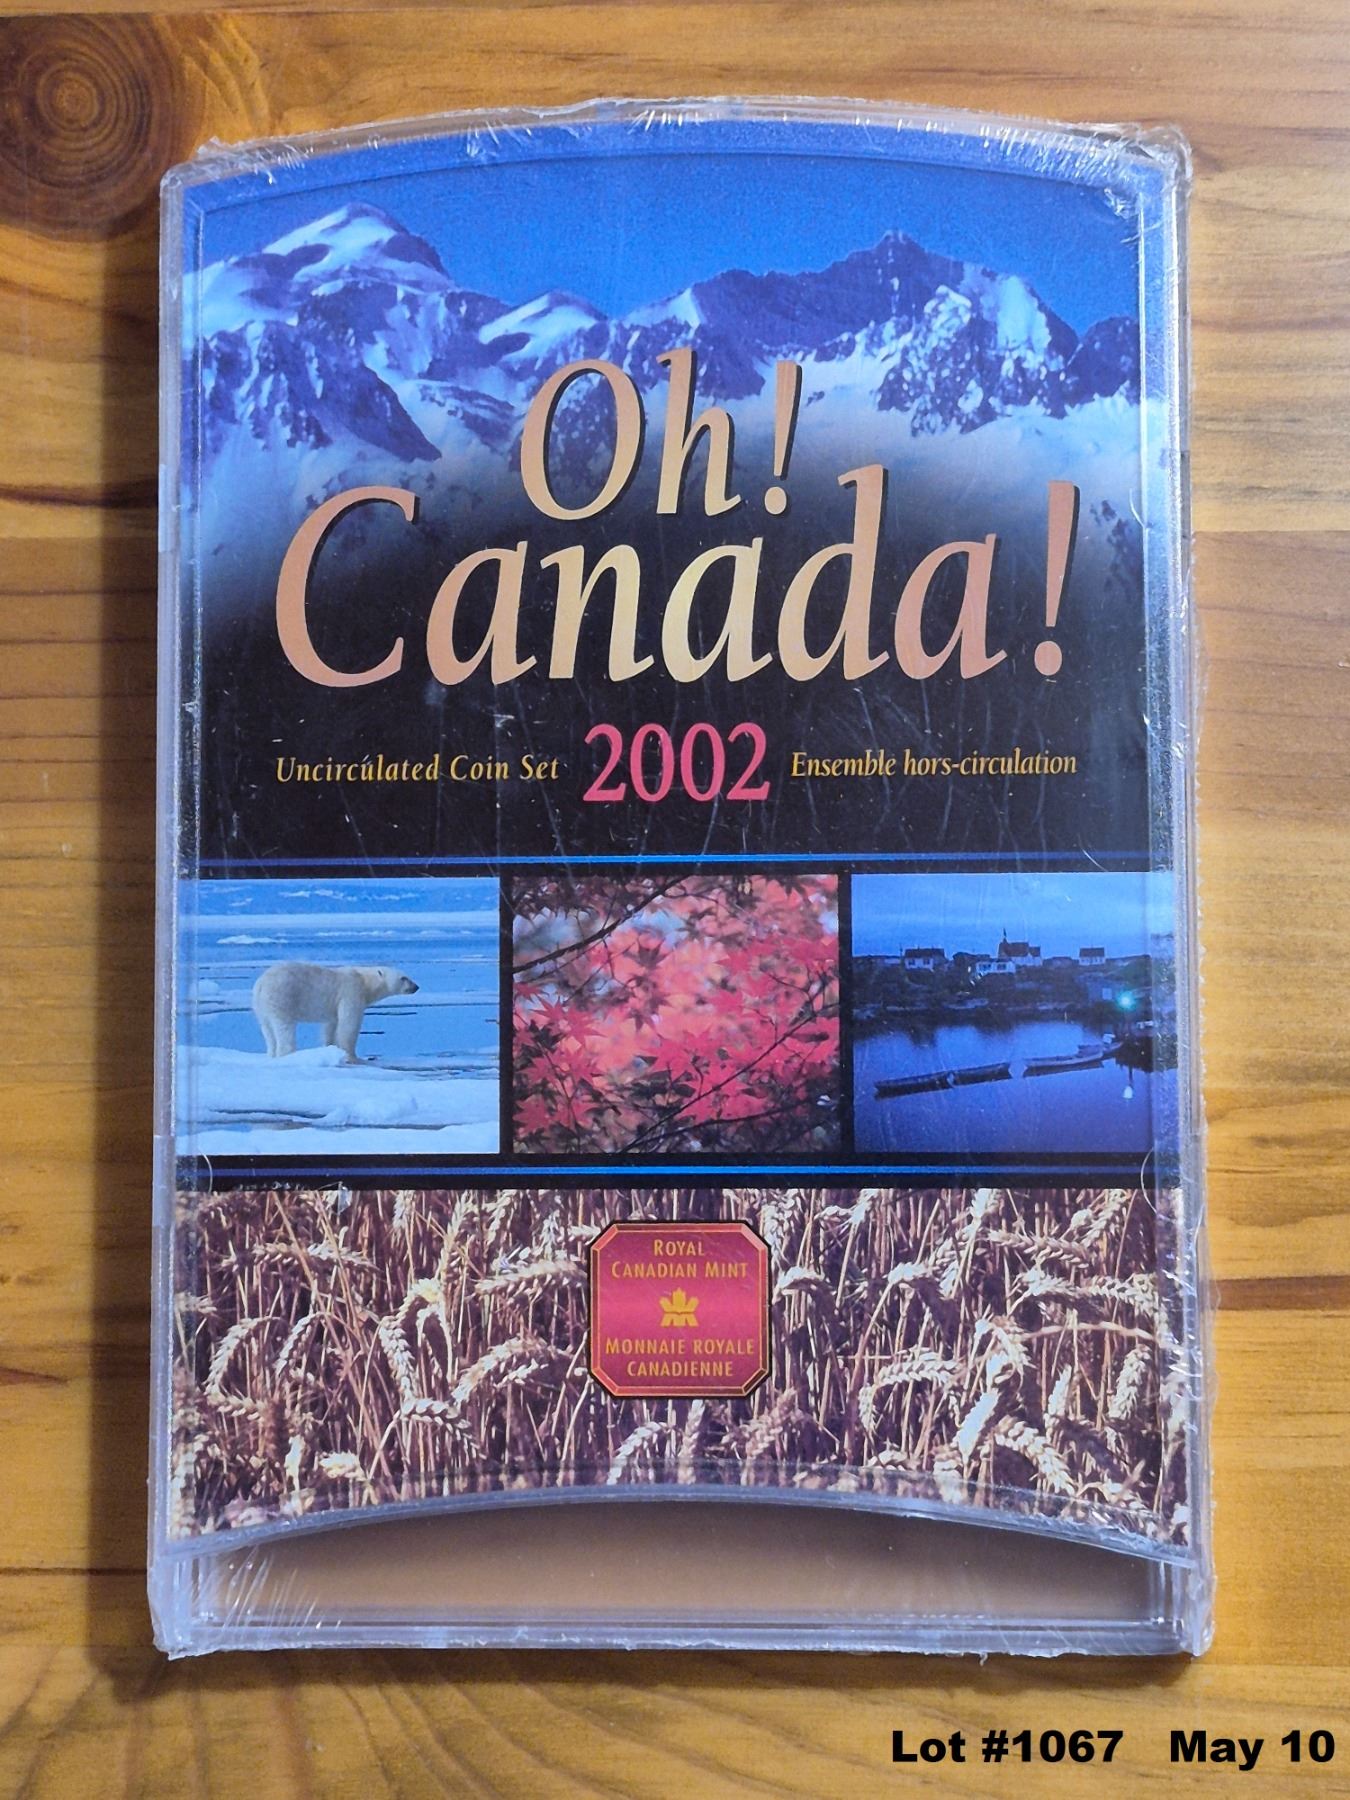 Oh!
Canada!
Uncirculated Coin Set 2002 Ensemble hors-circulation
ROYAL
CANADIAN MINT
MONNAIE ROYALE
CANADIENNE
Lot #1067 May 10